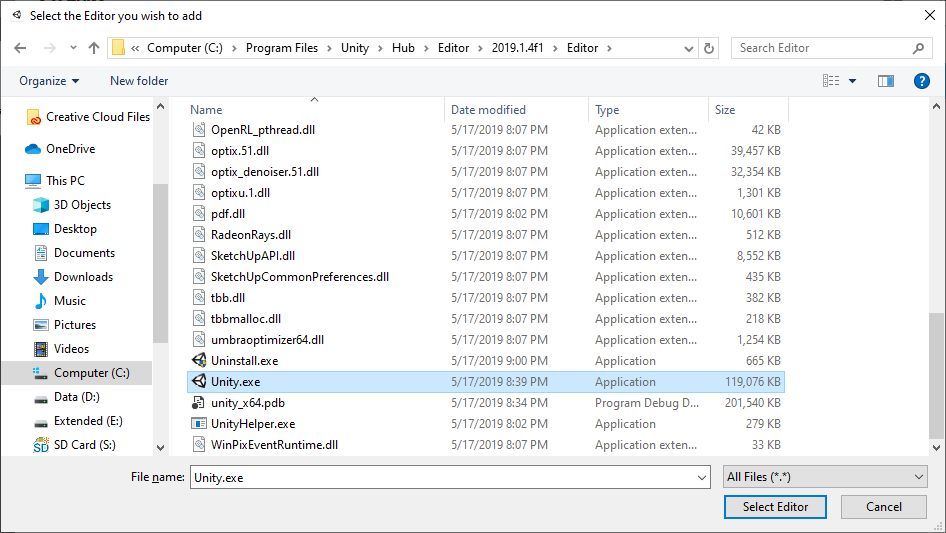 Select the Editor you wish to add
« Computer (C:) > Program Files > Unity > Hub > Editor > 2019.1.4f1 > Editor >
Search Editor
Organize
New folder
Creative Cloud Files
OneDrive
This PC
3D Objects
Desktop
Documents
Downloads
Music
Pictures
Videos
Computer (C:)
Data (D:)
Extended (E:)
SD Card (S:)
Name Date modified Type Size
OpenRL_pthread.dll 5/17/2019 8:07 PM Application exten... 42 KB
optix.51.dll 5/17/2019 8:07 PM Application exten... 39,457 KB
optix_denoiser.51.dll 5/17/2019 8:07 PM Application exten... 32,354 KB
optixu.1.dll 5/17/2019 8:07 PM Application exten... 1,301 KB
pdf.dll 5/17/2019 8:02 PM Application exten... 10,601 KB
RadeonRays.dll 5/17/2019 8:07 PM Application exten... 512 KB
SketchUpAPI.dll 5/17/2019 8:07 PM Application exten... 8,552 KB
SketchUpCommonPreferences.dll 5/17/2019 8:07 PM Application exten... 435 KB
tbb.dll 5/17/2019 8:07 PM Application exten... 382 KB
tbbmalloc.dll 5/17/2019 8:07 PM Application exten... 218 KB
umbraoptimizer64.dll 5/17/2019 8:07 PM Application exten... 1,254 KB
Uninstall.exe 5/17/2019 9:00 PM Application 665 KB
Unity.exe 5/17/2019 8:39 PM Application 119,076 KB
unity_x64.pdb 5/17/2019 8:34 PM Program Debug D... 201,540 KB
UnityHelper.exe 5/17/2019 8:02 PM Application 279 KB
WinPixEventRuntime.dll 5/17/2019 8:07 PM Application exten... 33 KB
File name: Unity.exe
All Files (*.*)
Select Editor
Cancel